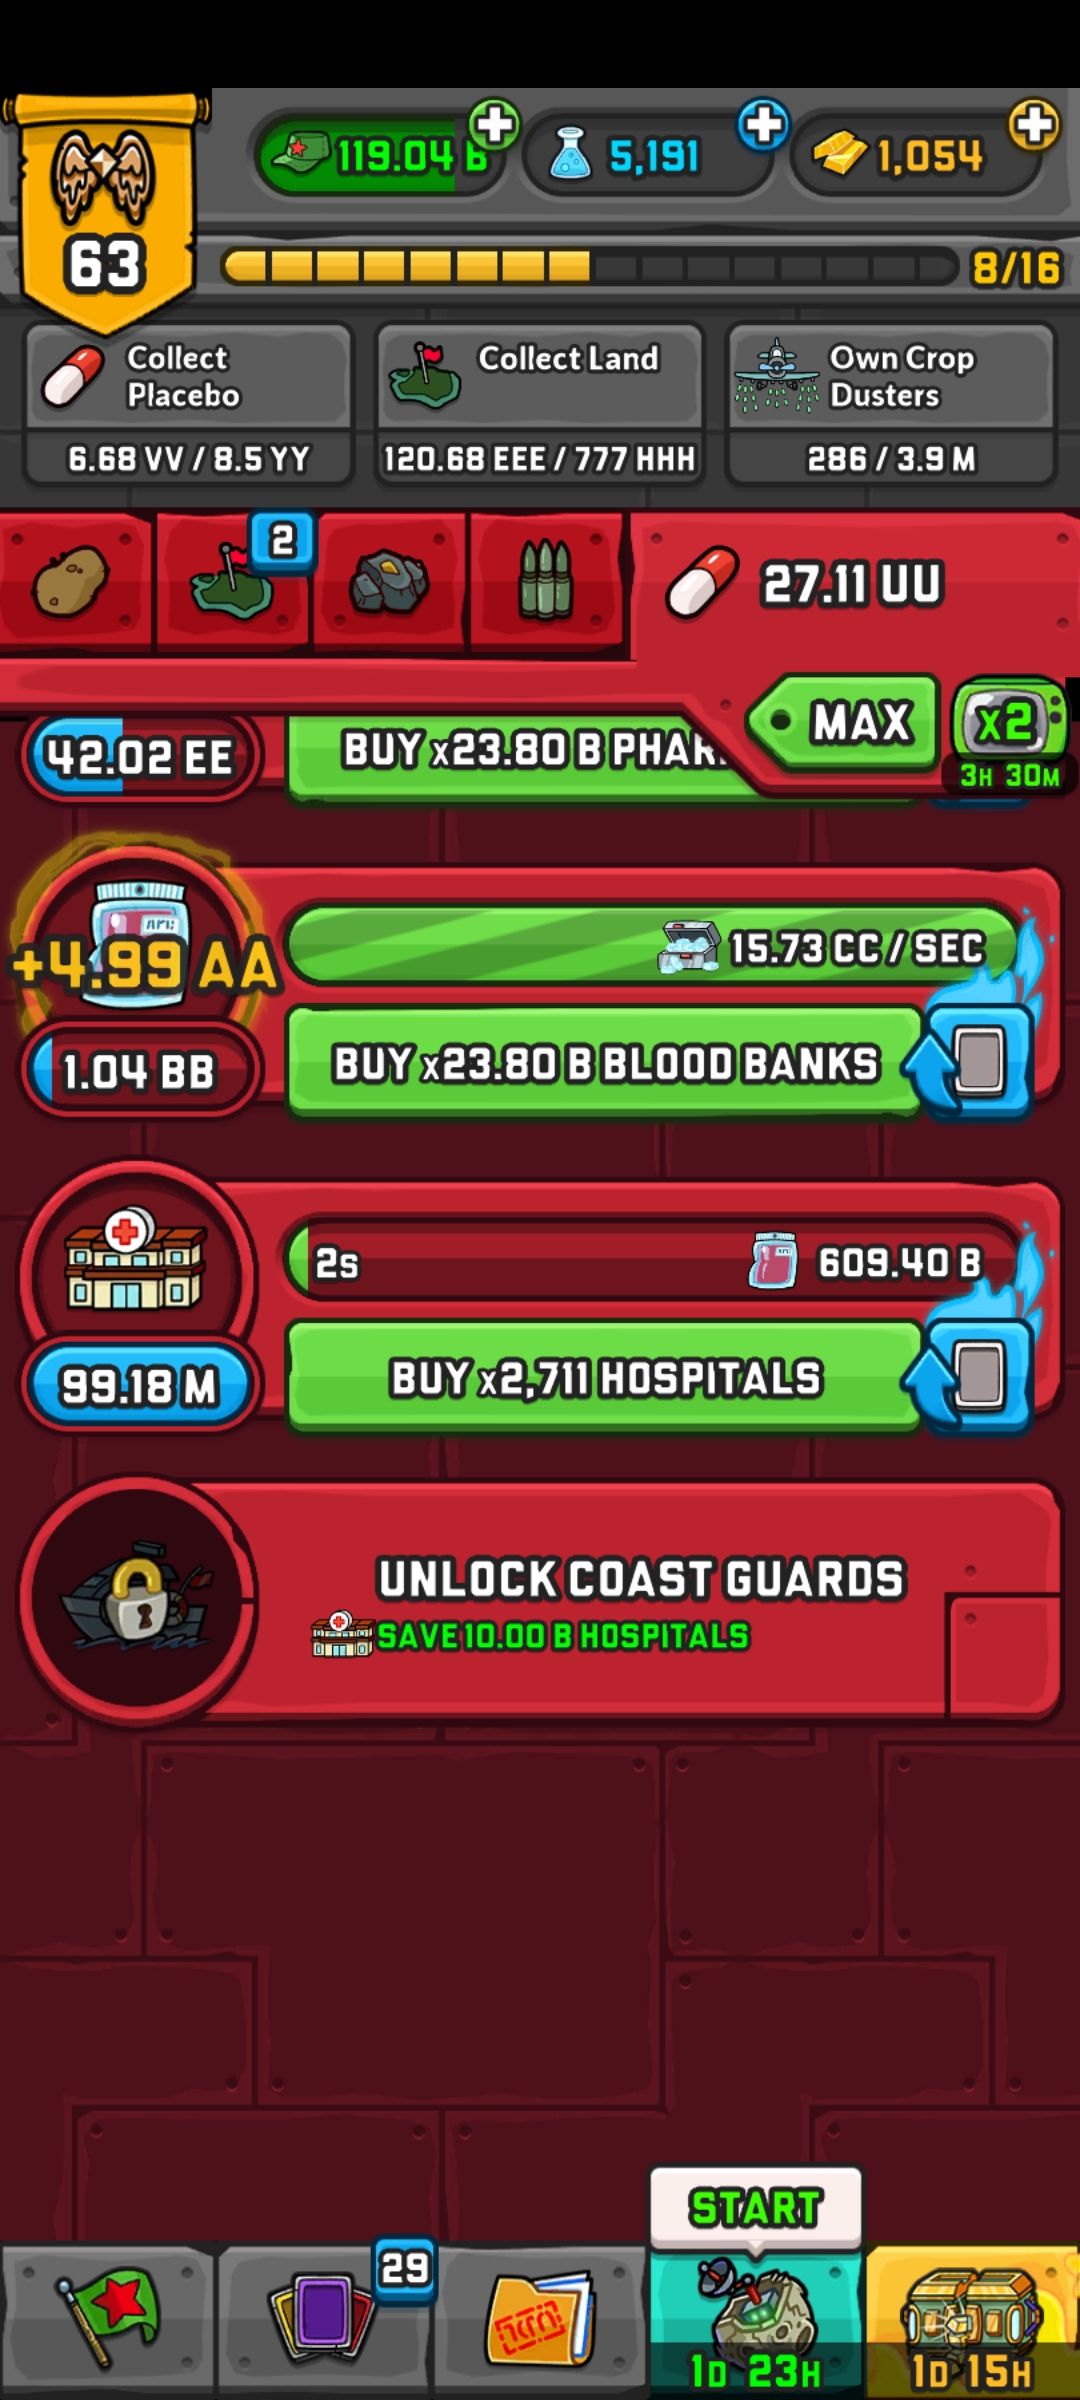 119.04 B
5,191
1,054
63
8/16
Collect
Placebo
6.68 VV / 8.5 YY
Collect Land
120.68 EEE / 777 HHH
Own Crop
Dusters
286 / 3.9 M
2
27.11 UU
MAX
x2
3H 30M
42.02 EE
BUY x23.80 B
+4.99 AA
15.73 CC / SEC
1.04 BB
BUY x23.80 B BLOOD BANKS
2s
609.40 B
99.18 M
BUY x2,711 HOSPITALS
UNLOCK COAST GUARDS
SAVE 10.00 B HOSPITALS
START
29
1D 23H
1D 15H